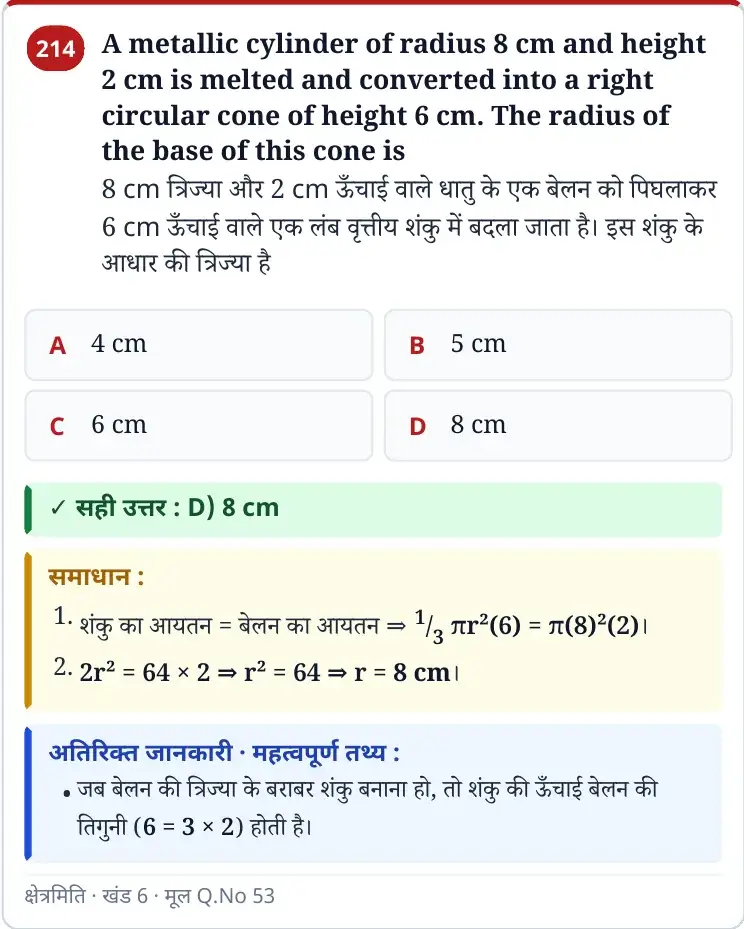 214
A metallic cylinder of radius 8 cm and height
2 cm is melted and converted into a right
circular cone of height 6 cm. The radius of
the base of this cone is
8 cm त्रिज्या और 2 cm ऊँचाई वाले धातु के एक बेलन को पिघलाकर
6 cm ऊँचाई वाले एक लंब वृत्तीय शंकु में बदला जाता है। इस शंकु के
आधार की त्रिज्या है
A 4 cm
B 5 cm
C 6 cm
D 8 cm
✓ सही उत्तर : D) 8 cm
समाधान :
1. शंकु का आयतन = बेलन का आयतन ⇒ 1/3 πr²(6) = π(8)²(2)।
2. 2r² = 64 × 2 ⇒ r² = 64 ⇒ r = 8 cm।
अतिरिक्त जानकारी · महत्वपूर्ण तथ्य :
• जब बेलन की त्रिज्या के बराबर शंकु बनाना हो, तो शंकु की ऊँचाई बेलन की
तिगुनी (6 = 3 × 2) होती है।
क्षेत्रमिति · खंड 6 · मूल Q.No 53